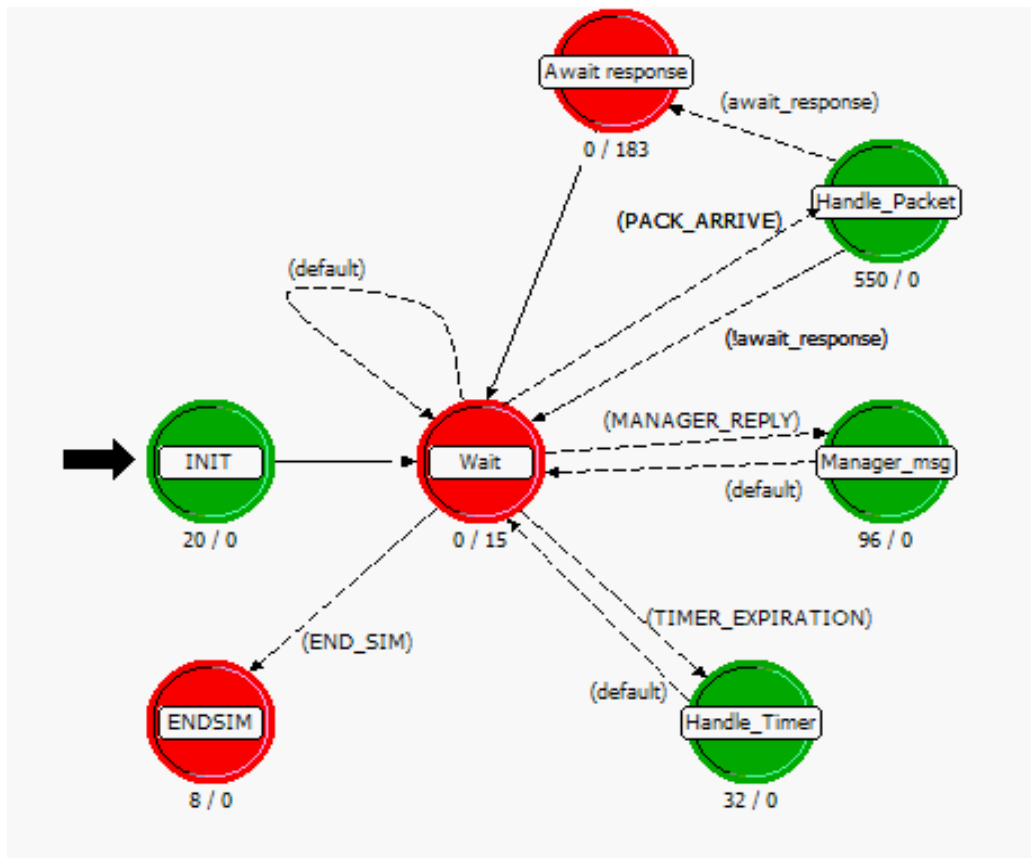 Await response
(await_response)
0 / 183
Handle_Packet
(PACK_ARRIVE)
(default)
550 / 0
(!await_response)
(MANAGER_REPLY)
INIT
Wait
Manager_msg
(default)
20 / 0
0 / 15
96 / 0
(TIMER_EXPIRATION)
(END_SIM)
(default)
ENDSIM
Handle_Timer
8 / 0
32 / 0